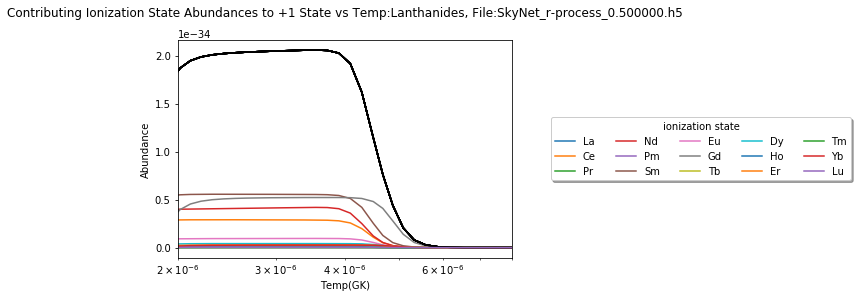 Contributing Ionization State Abundances to +1 State vs Temp:Lanthanides, File:SkyNet_r-process_0.500000.h5
1e−34
2.0
1.5
1.0
0.5
0.0
Abundance
2 × 10⁻⁶ 3 × 10⁻⁶ 4 × 10⁻⁶ 6 × 10⁻⁶
Temp(GK)
ionization state
La Nd Eu Dy Tm
Ce Pm Gd Ho Yb
Pr Sm Tb Er Lu